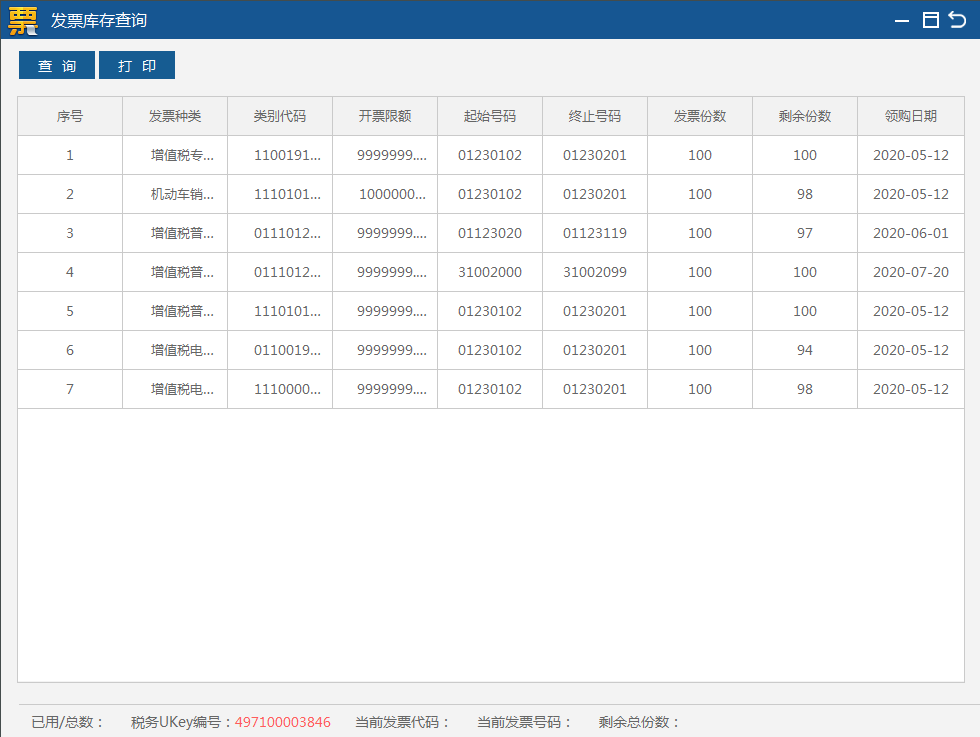 票 发票库存查询
查 询 打 印
序号 发票种类 类别代码 开票限额 起始号码 终止号码 发票份数 剩余份数 领购日期
1 增值税专... 1100191... 9999999.... 01230102 01230201 100 100 2020-05-12
2 机动车销... 1110101... 1000000... 01230102 01230201 100 98 2020-05-12
3 增值税普... 0111012... 9999999.... 01123020 01123119 100 97 2020-06-01
4 增值税普... 0111012... 9999999.... 31002000 31002099 100 100 2020-07-20
5 增值税普... 1110101... 9999999.... 01230102 01230201 100 100 2020-05-12
6 增值税电... 0110019... 9999999.... 01230102 01230201 100 94 2020-05-12
7 增值税电... 1110000... 9999999.... 01230102 01230201 100 98 2020-05-12
已用/总数： 税务UKey编号：497100003846 当前发票代码： 当前发票号码： 剩余总份数：